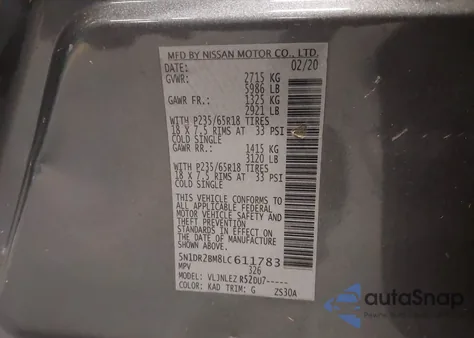 MFD BY NISSAN MOTOR CO., LTD.
DATE: 02/20
GVWR: 2715 KG
5986 LB
GAWR FR.: 1325 KG
2921 LB
WITH P235/65R18 TIRES
18 X 7.5 RIMS AT 33 PSI
COLD SINGLE
GAWR RR.: 1415 KG
3120 LB
WITH P235/65R18 TIRES
18 X 7.5 RIMS AT 33 PSI
COLD SINGLE
THIS VEHICLE CONFORMS TO
ALL APPLICABLE FEDERAL
MOTOR VEHICLE SAFETY AND
THEFT PREVENTION
STANDARDS IN EFFECT ON
THE DATE OF MANUFACTURE
SHOWN ABOVE.
5N1DR2BM8LC611783
MPV 326
MODEL: VLJNLEZ R52DU7-----
COLOR: KAD TRIM: G ZS30A
autoSnap